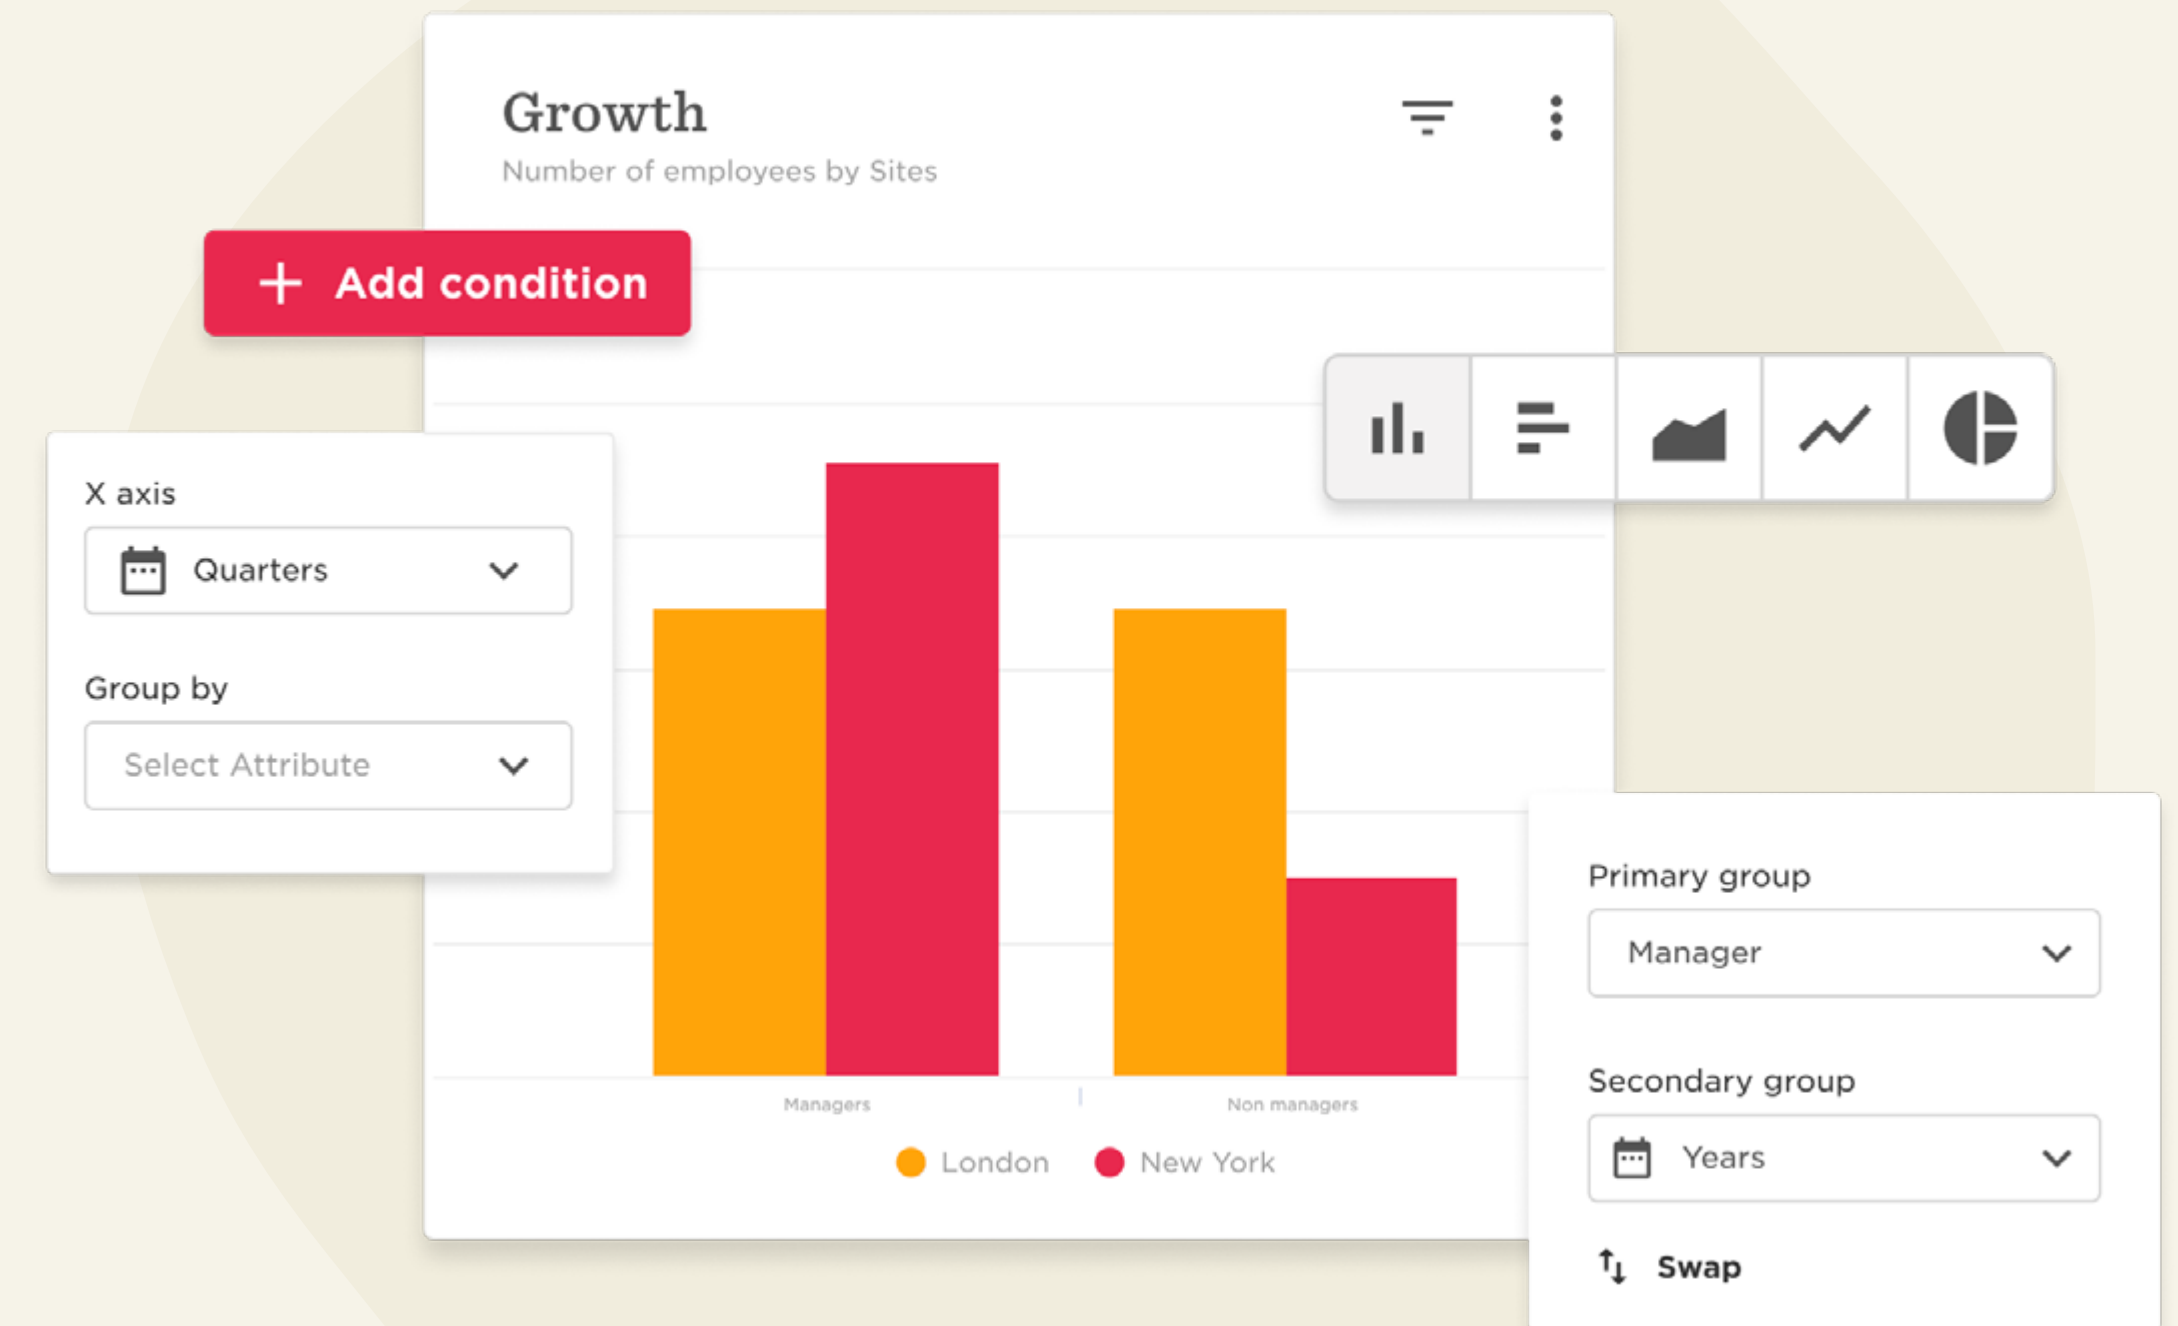 Growth
Number of employees by Sites
+ Add condition
X axis
Quarters
Group by
Select Attribute
Primary group
Manager
Secondary group
Years
Swap
Managers
Non managers
London
New York